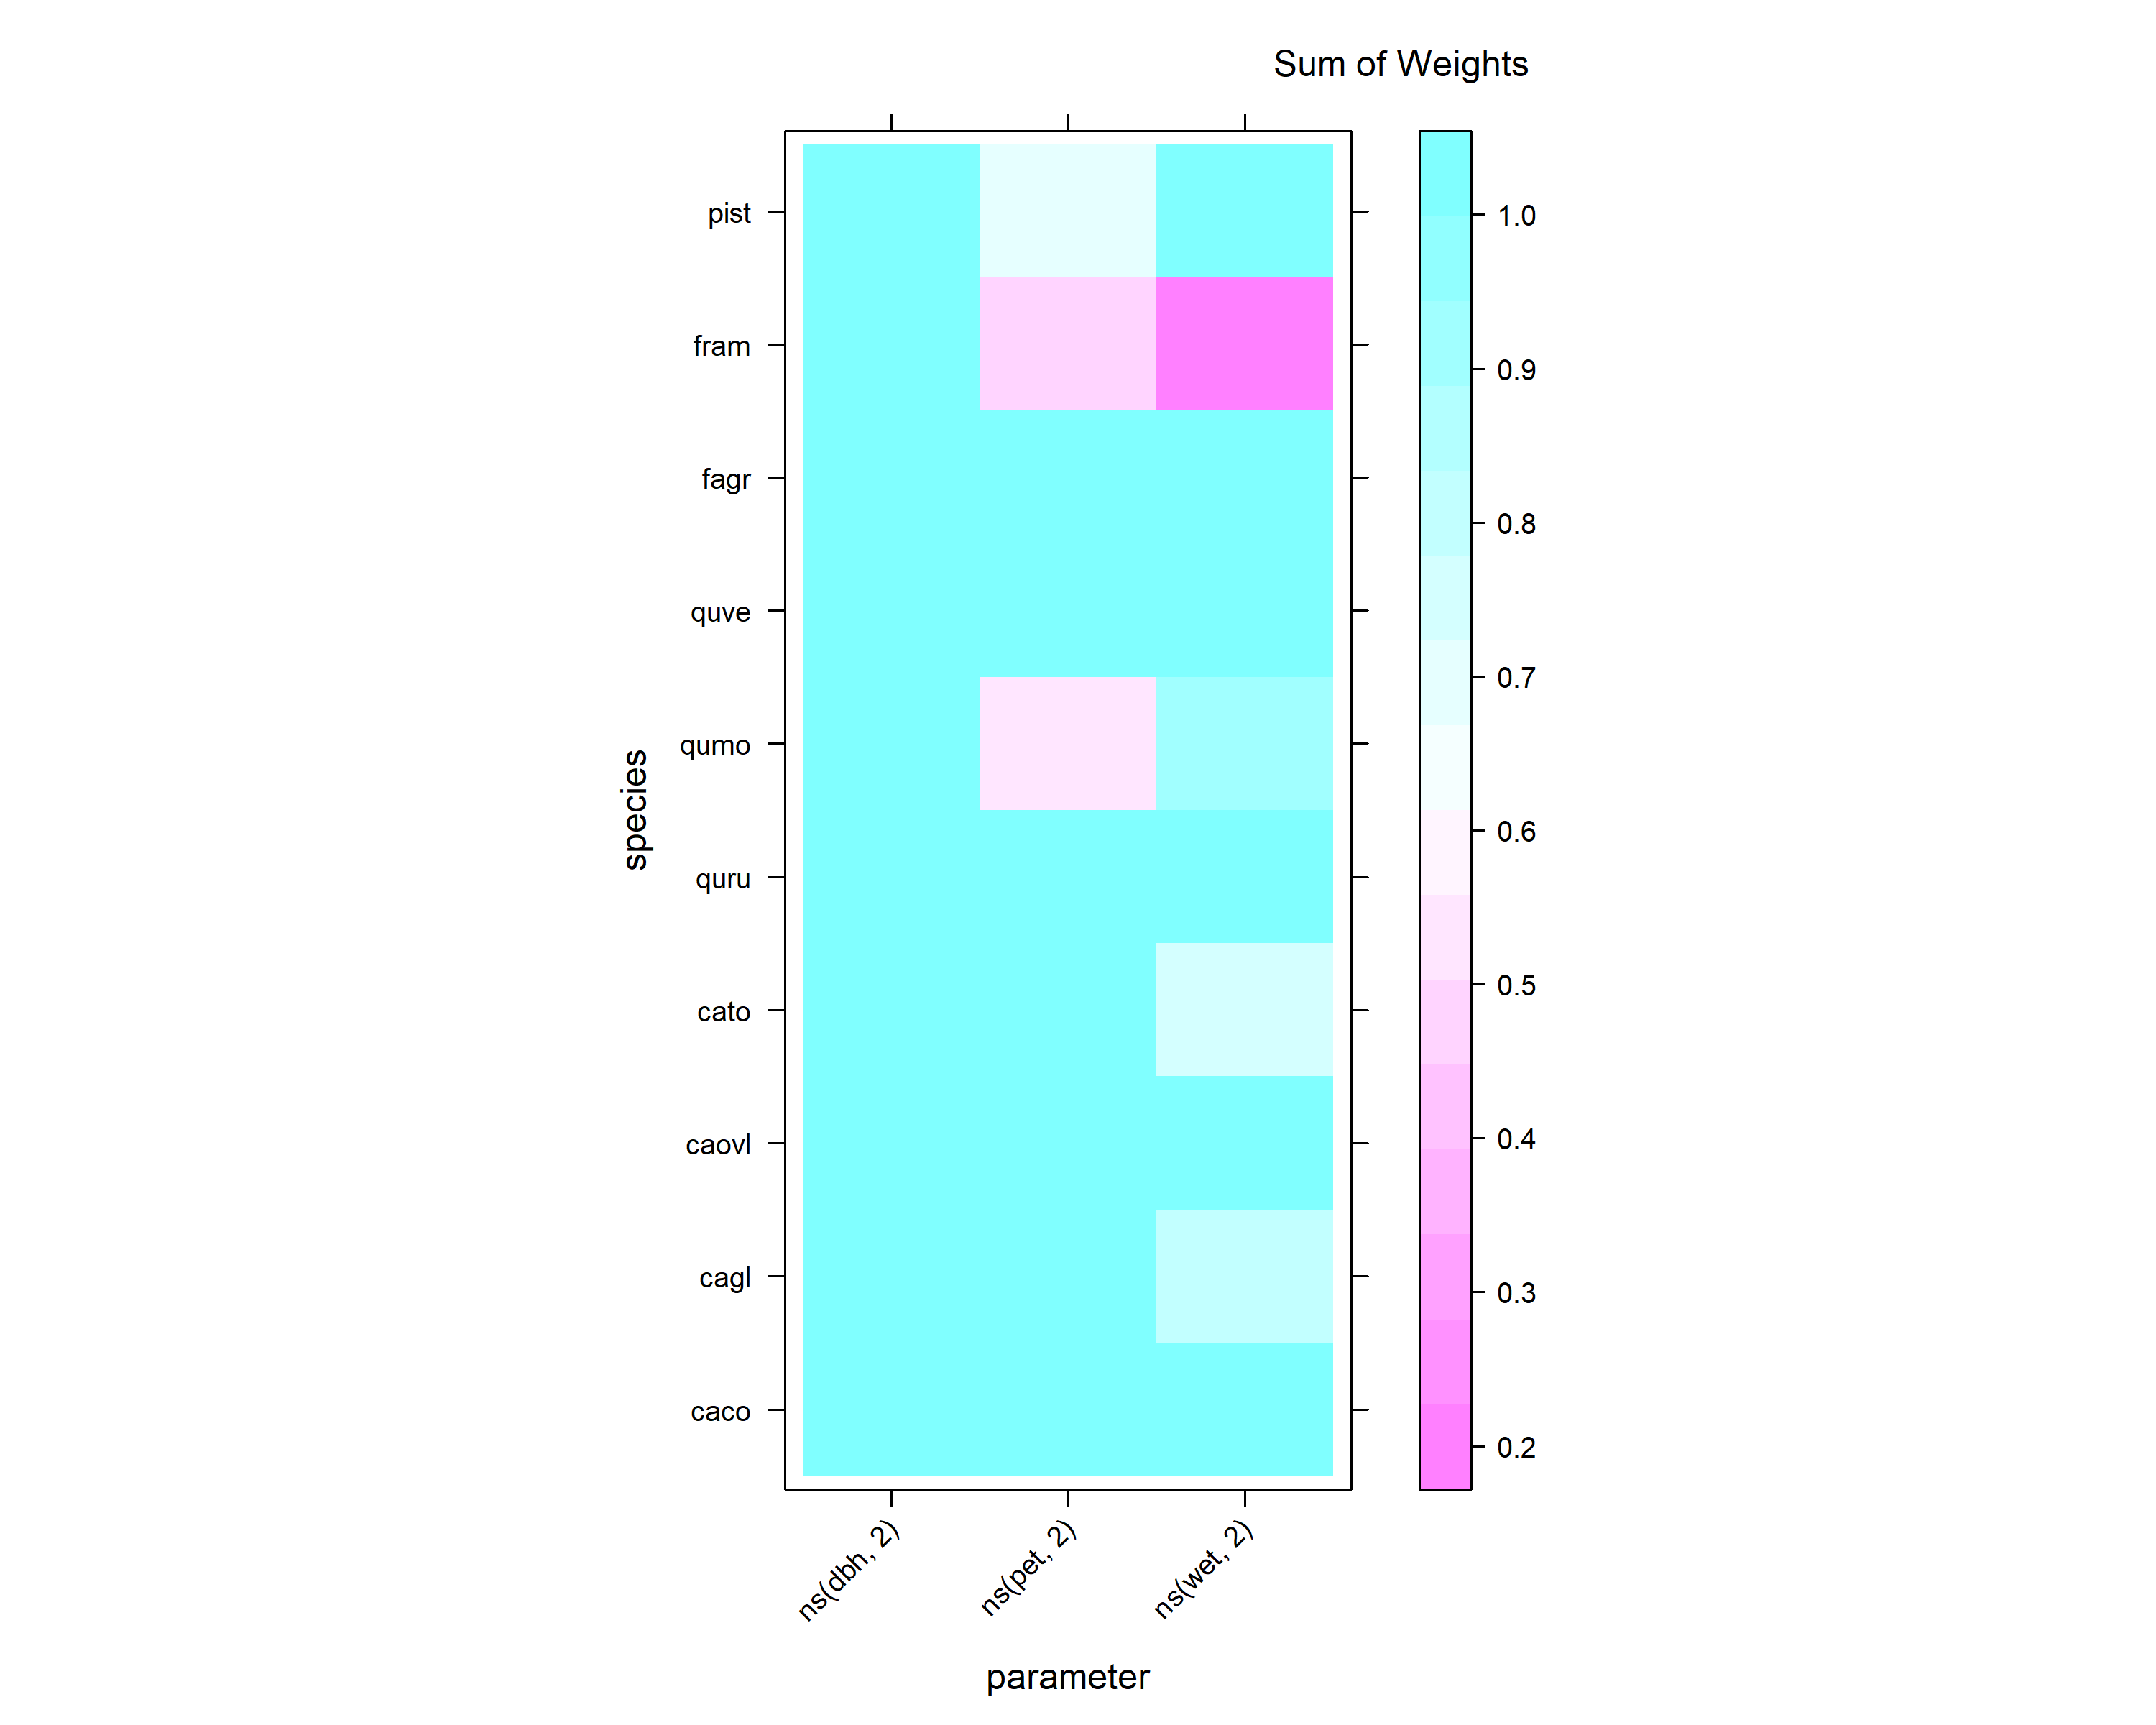 Sum of Weights
pist
fram
fagr
quve
qumo
quru
cato
caovl
cagl
caco
species
1.0
0.9
0.8
0.7
0.6
0.5
0.4
0.3
0.2
ns(dbh, 2)
ns(pet, 2)
ns(wet, 2)
parameter